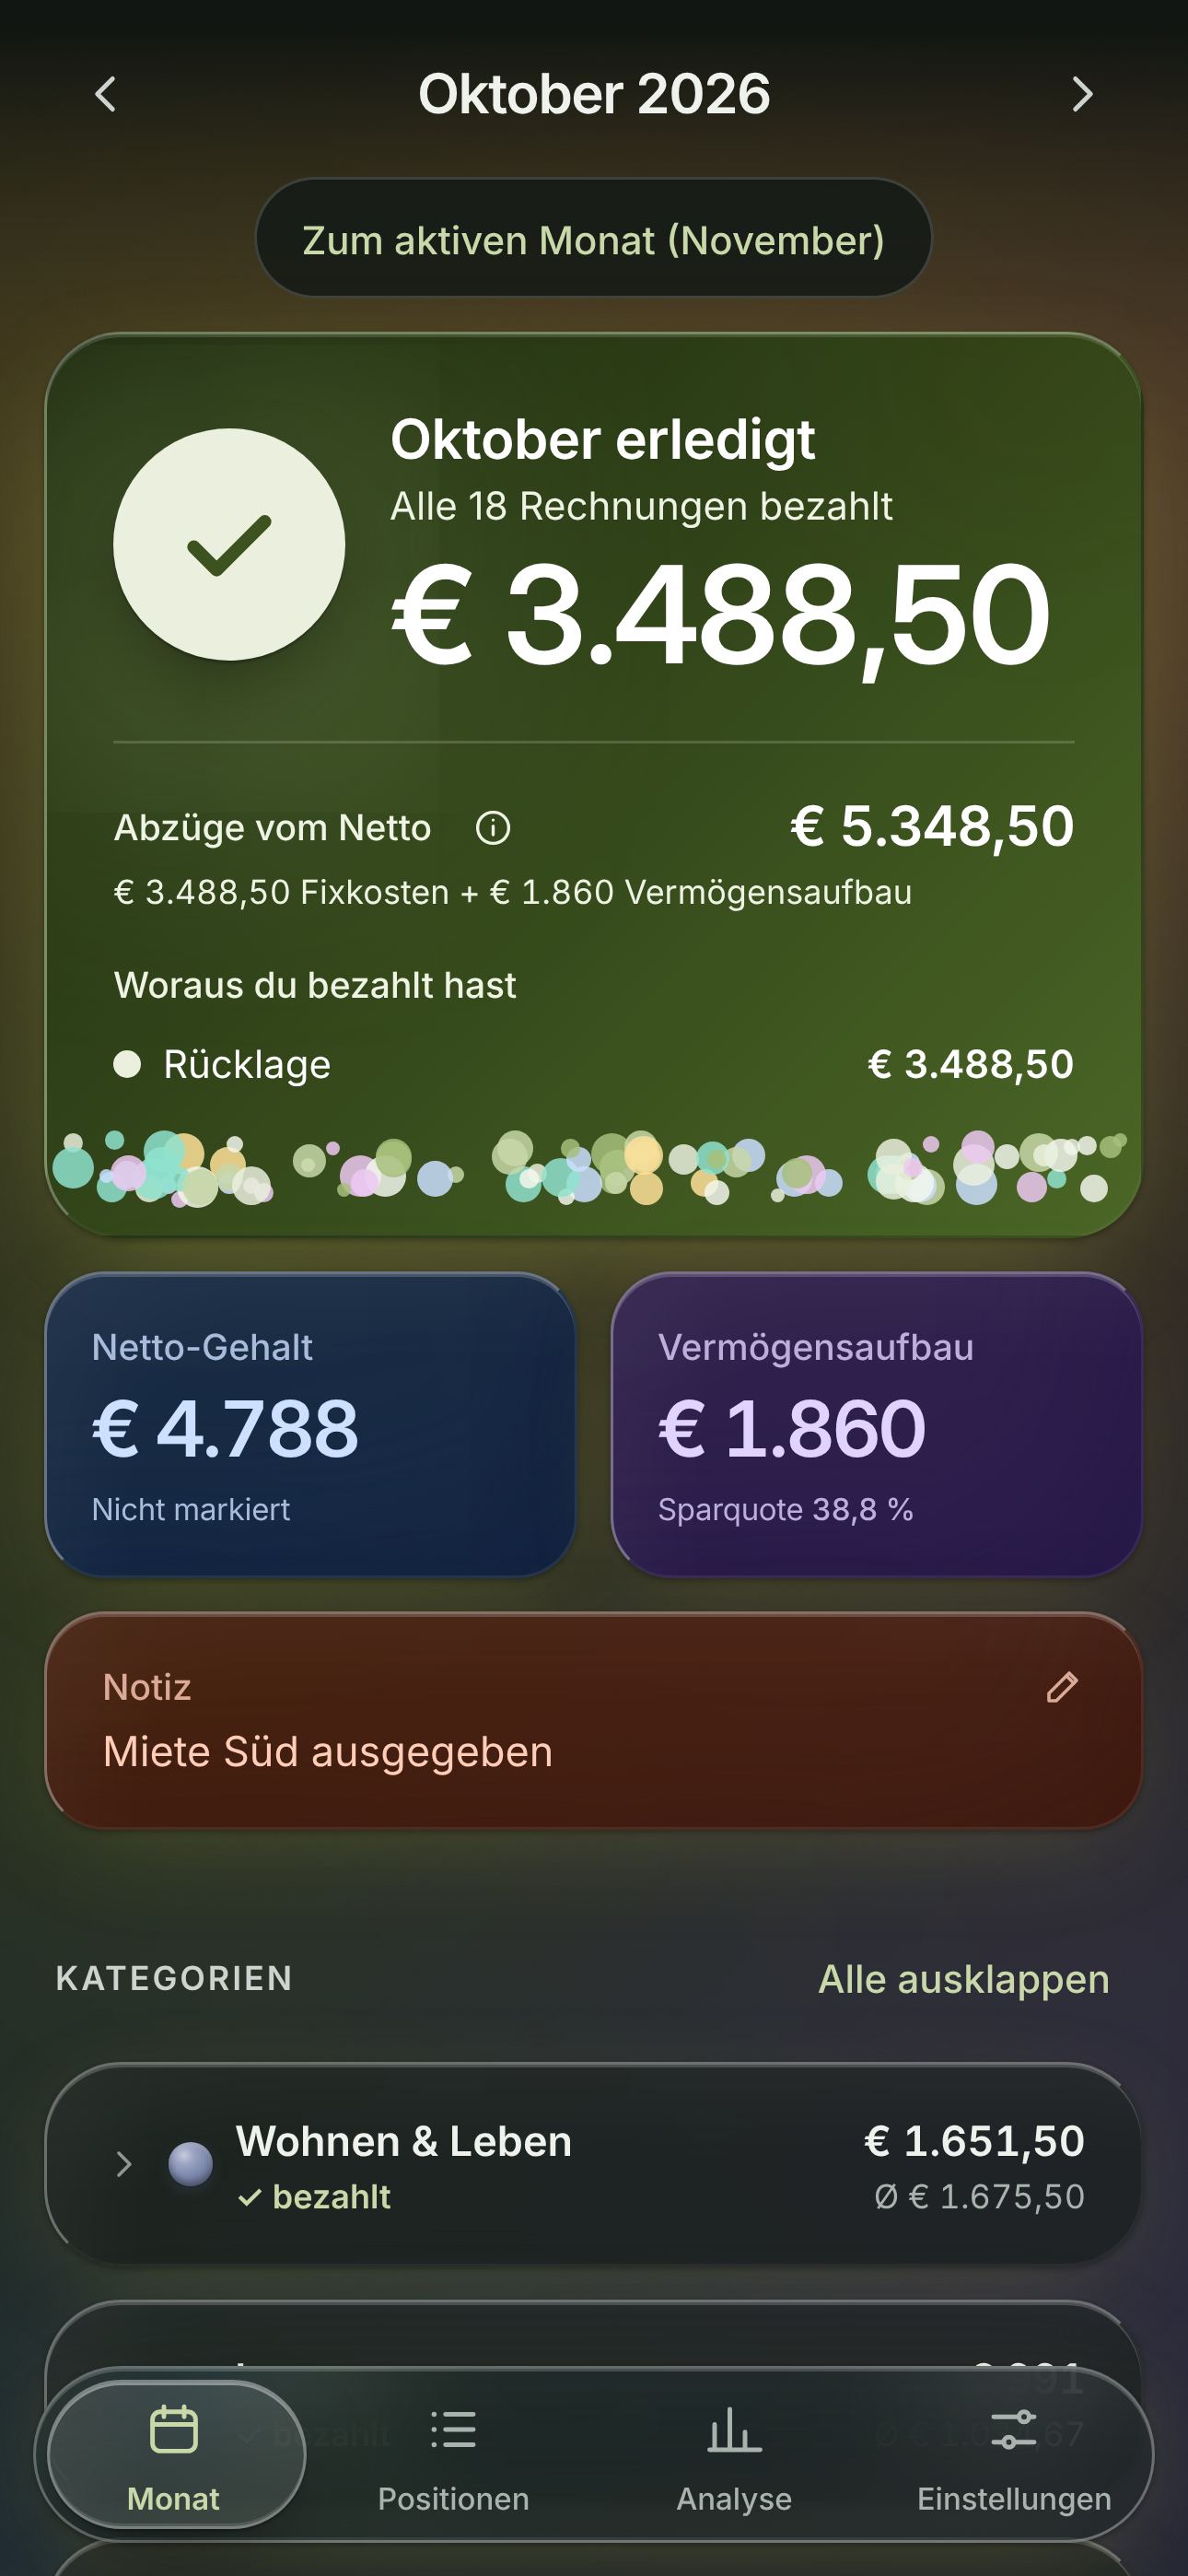 Oktober 2026
Zum aktiven Monat (November)
Oktober erledigt
Alle 18 Rechnungen bezahlt
€ 3.488,50
Abzüge vom Netto € 5.348,50
€ 3.488,50 Fixkosten + € 1.860 Vermögensaufbau
Woraus du bezahlt hast
Rücklage € 3.488,50
Netto-Gehalt
€ 4.788
Nicht markiert
Vermögensaufbau
€ 1.860
Sparquote 38,8 %
Notiz
Miete Süd ausgegeben
KATEGORIEN Alle ausklappen
Wohnen & Leben € 1.651,50
✓ bezahlt Ø € 1.675,50
bezahlt
Monat Positionen Analyse Einstellungen